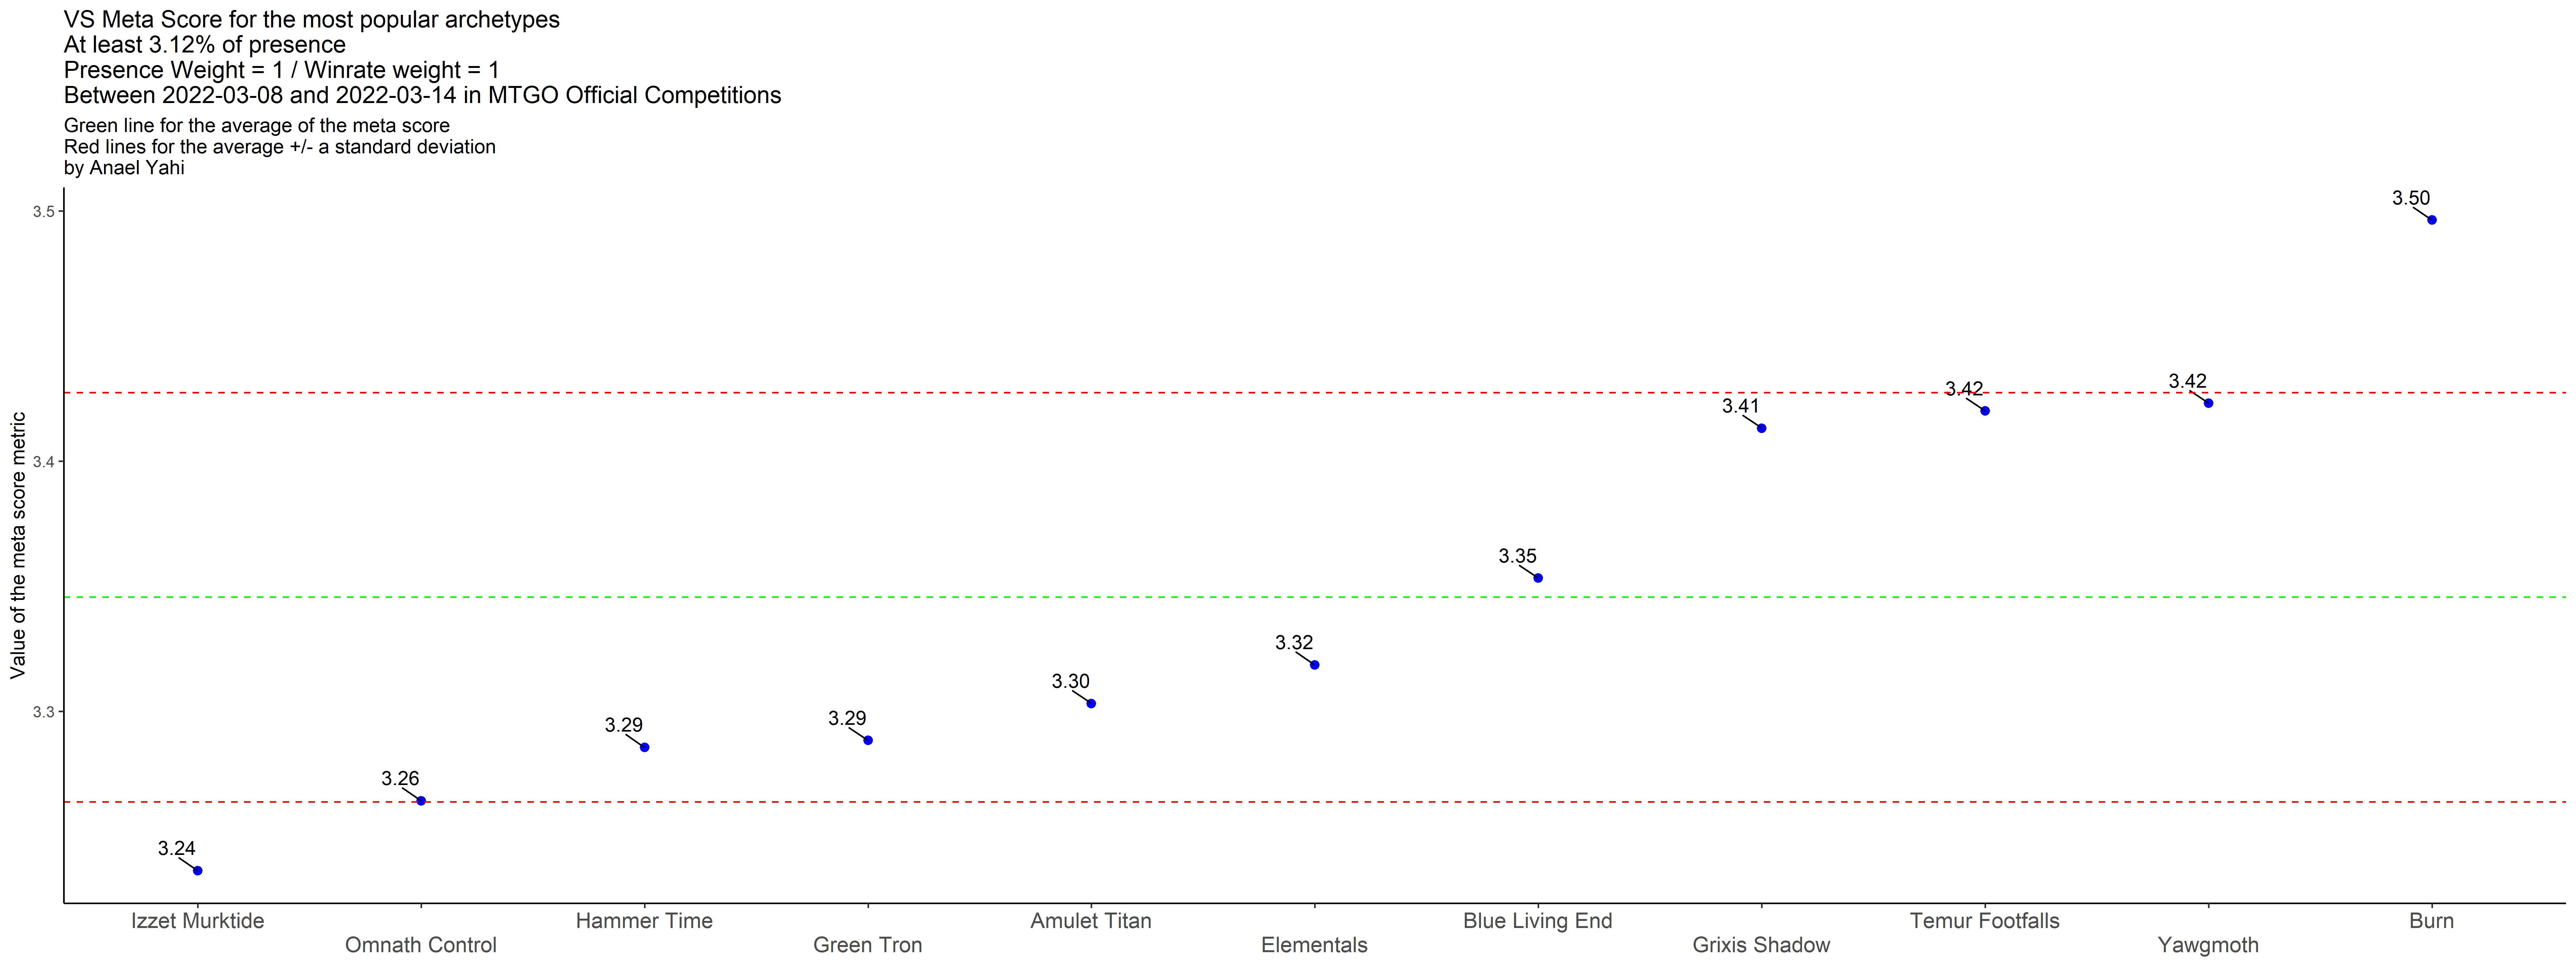 VS Meta Score for the most popular archetypes
At least 3.12% of presence
Presence Weight = 1 / Winrate weight = 1
Between 2022-03-08 and 2022-03-14 in MTGO Official Competitions
Green line for the average of the meta score
Red lines for the average +/- a standard deviation
by Anael Yahi
Value of the meta score metric
3.5
3.4
3.3
3.24
3.26
3.29
3.29
3.30
3.32
3.35
3.41
3.42
3.42
3.50
Izzet Murktide
Omnath Control
Hammer Time
Green Tron
Amulet Titan
Elementals
Blue Living End
Grixis Shadow
Temur Footfalls
Yawgmoth
Burn